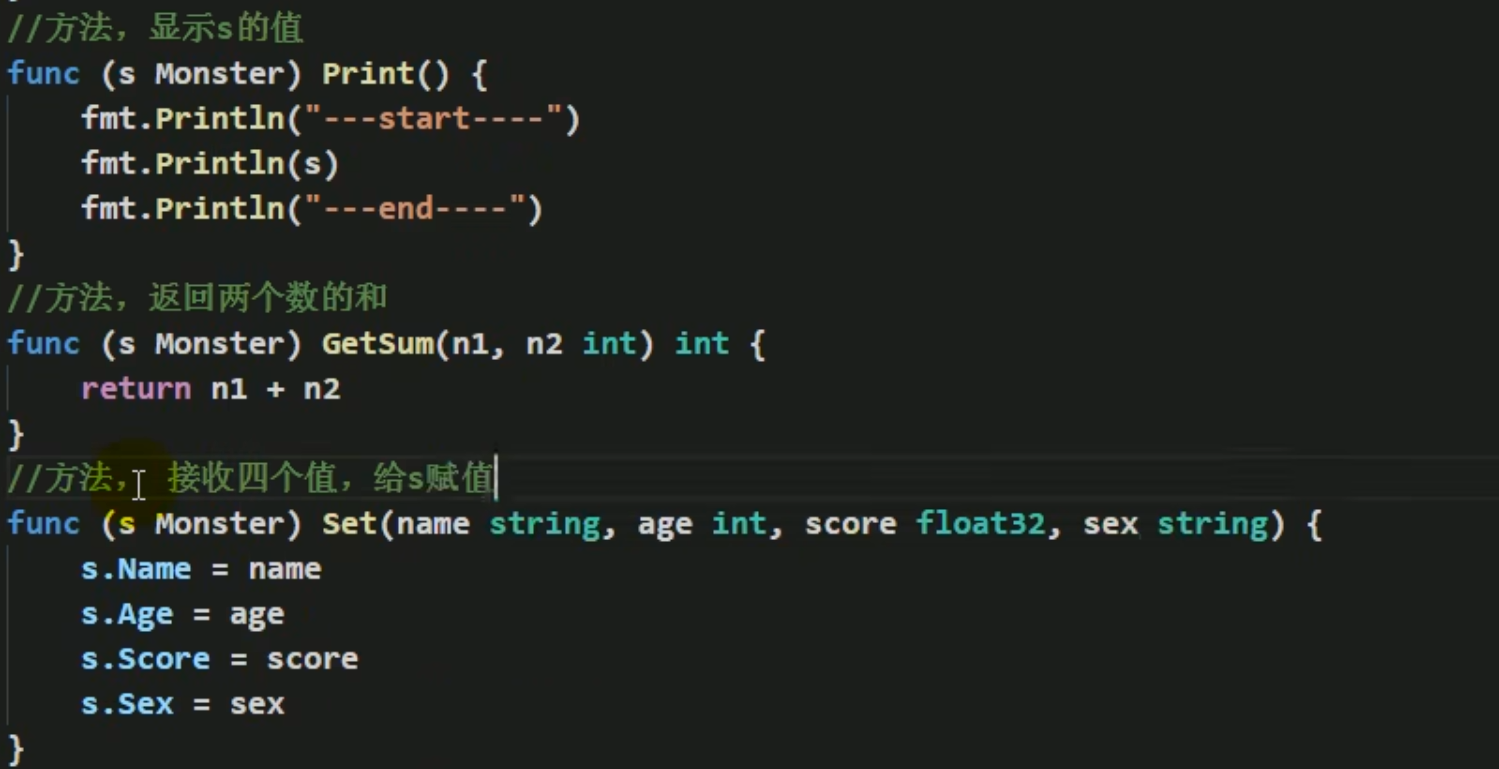 //方法，显示s的值
func (s Monster) Print() {
    fmt.Println("---start----")
    fmt.Println(s)
    fmt.Println("---end----")
}
//方法，返回两个数的和
func (s Monster) GetSum(n1, n2 int) int {
    return n1 + n2
}
//方法， 接收四个值，给s赋值
func (s Monster) Set(name string, age int, score float32, sex string) {
    s.Name = name
    s.Age = age
    s.Score = score
    s.Sex = sex
}